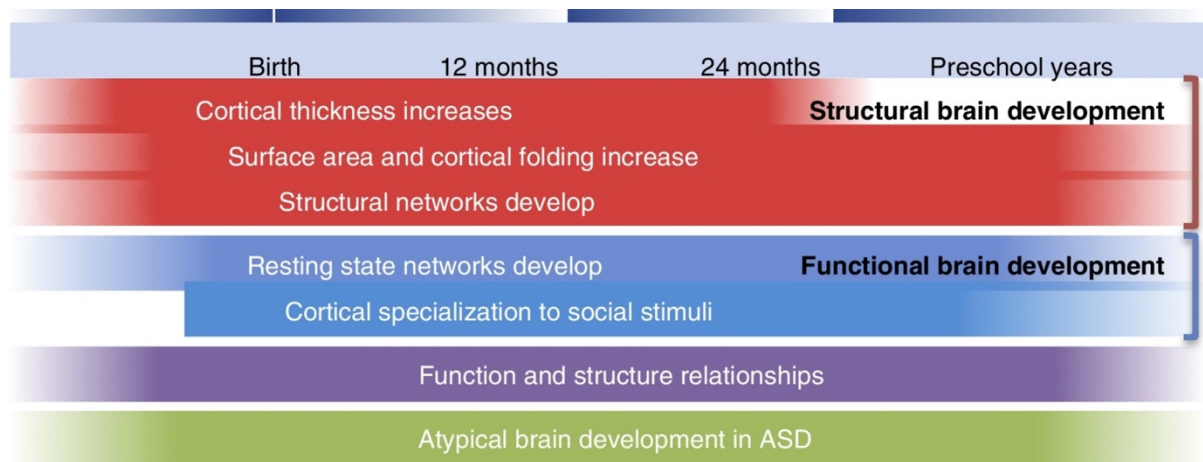 Birth 12 months 24 months Preschool years
Cortical thickness increases Structural brain development
Surface area and cortical folding increase
Structural networks develop
Resting state networks develop Functional brain development
Cortical specialization to social stimuli
Function and structure relationships
Atypical brain development in ASD